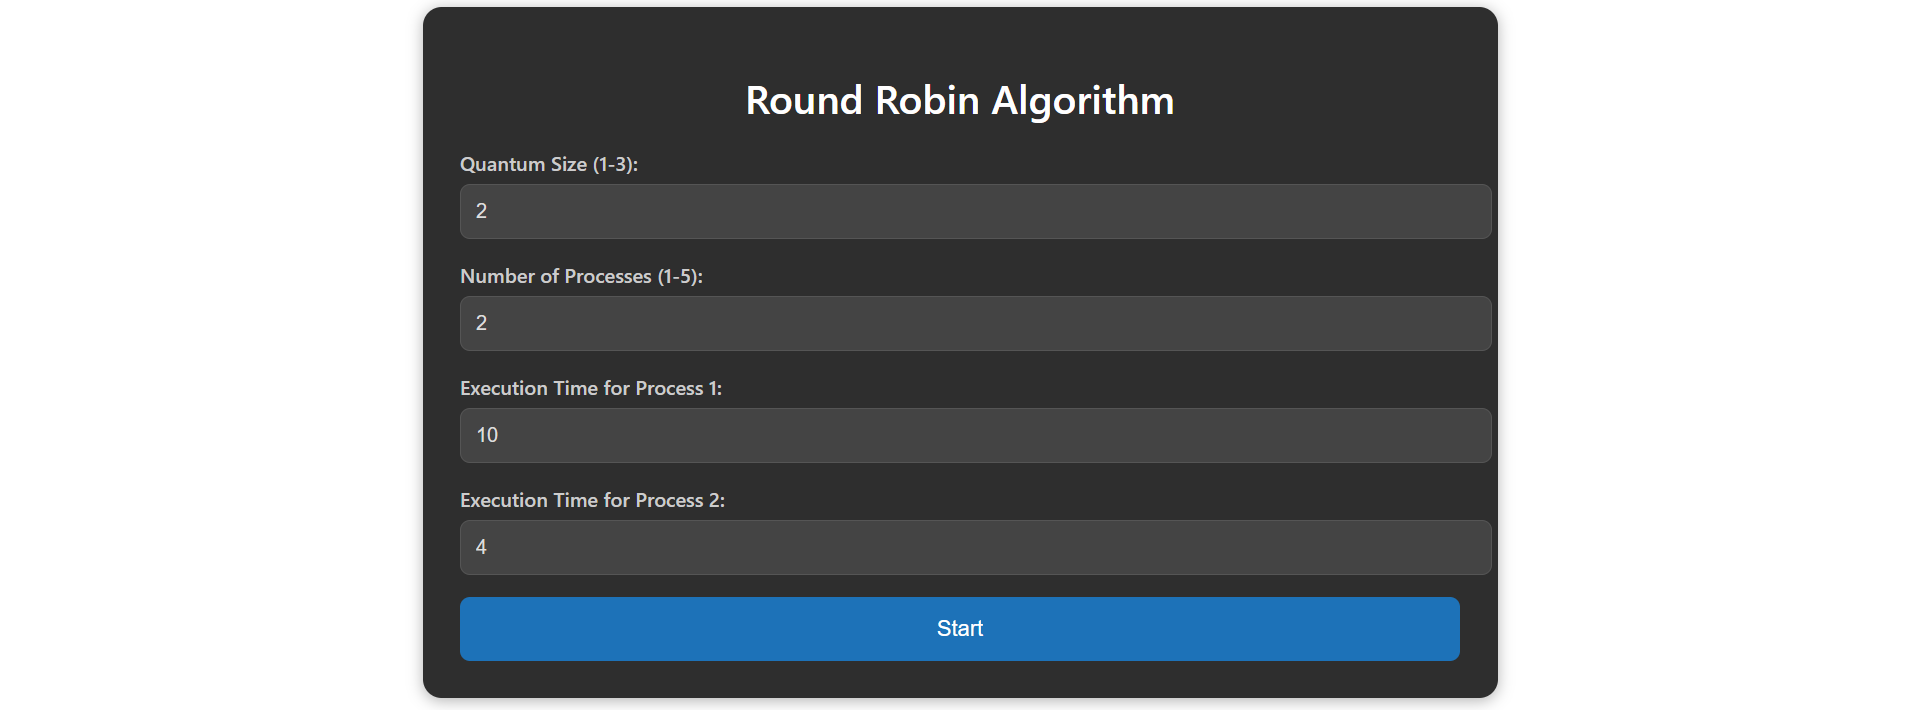 Round Robin Algorithm
Quantum Size (1-3):
2
Number of Processes (1-5):
2
Execution Time for Process 1:
10
Execution Time for Process 2:
4
Start